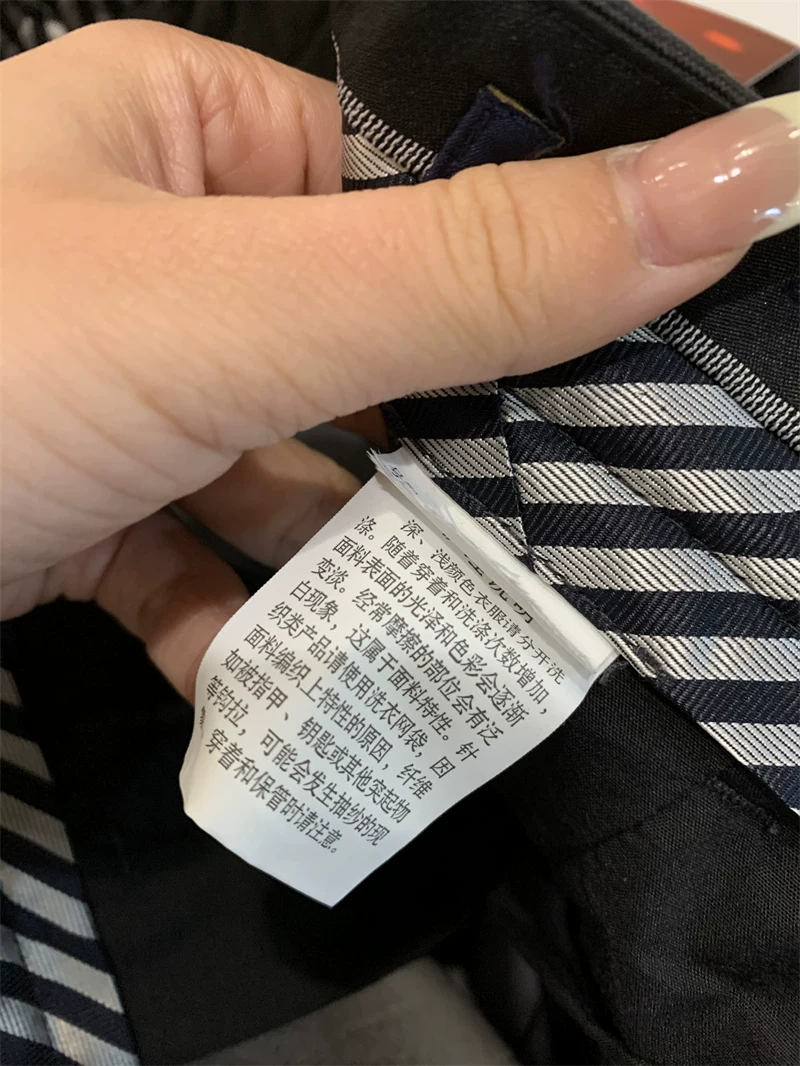 深、浅颜色衣服请分开洗
涤。随着穿着和洗涤次数增加，
面料表面的光泽和色彩会逐渐
变淡。经常摩擦的部位会有泛
白现象，这属于面料特性。针
织类产品请使用洗衣网袋，因
面料编织上特性的原因，纤维
如被指甲、钥匙或其他突起物
等钩拉，可能会发生抽纱的现
穿着和保管时请注意。